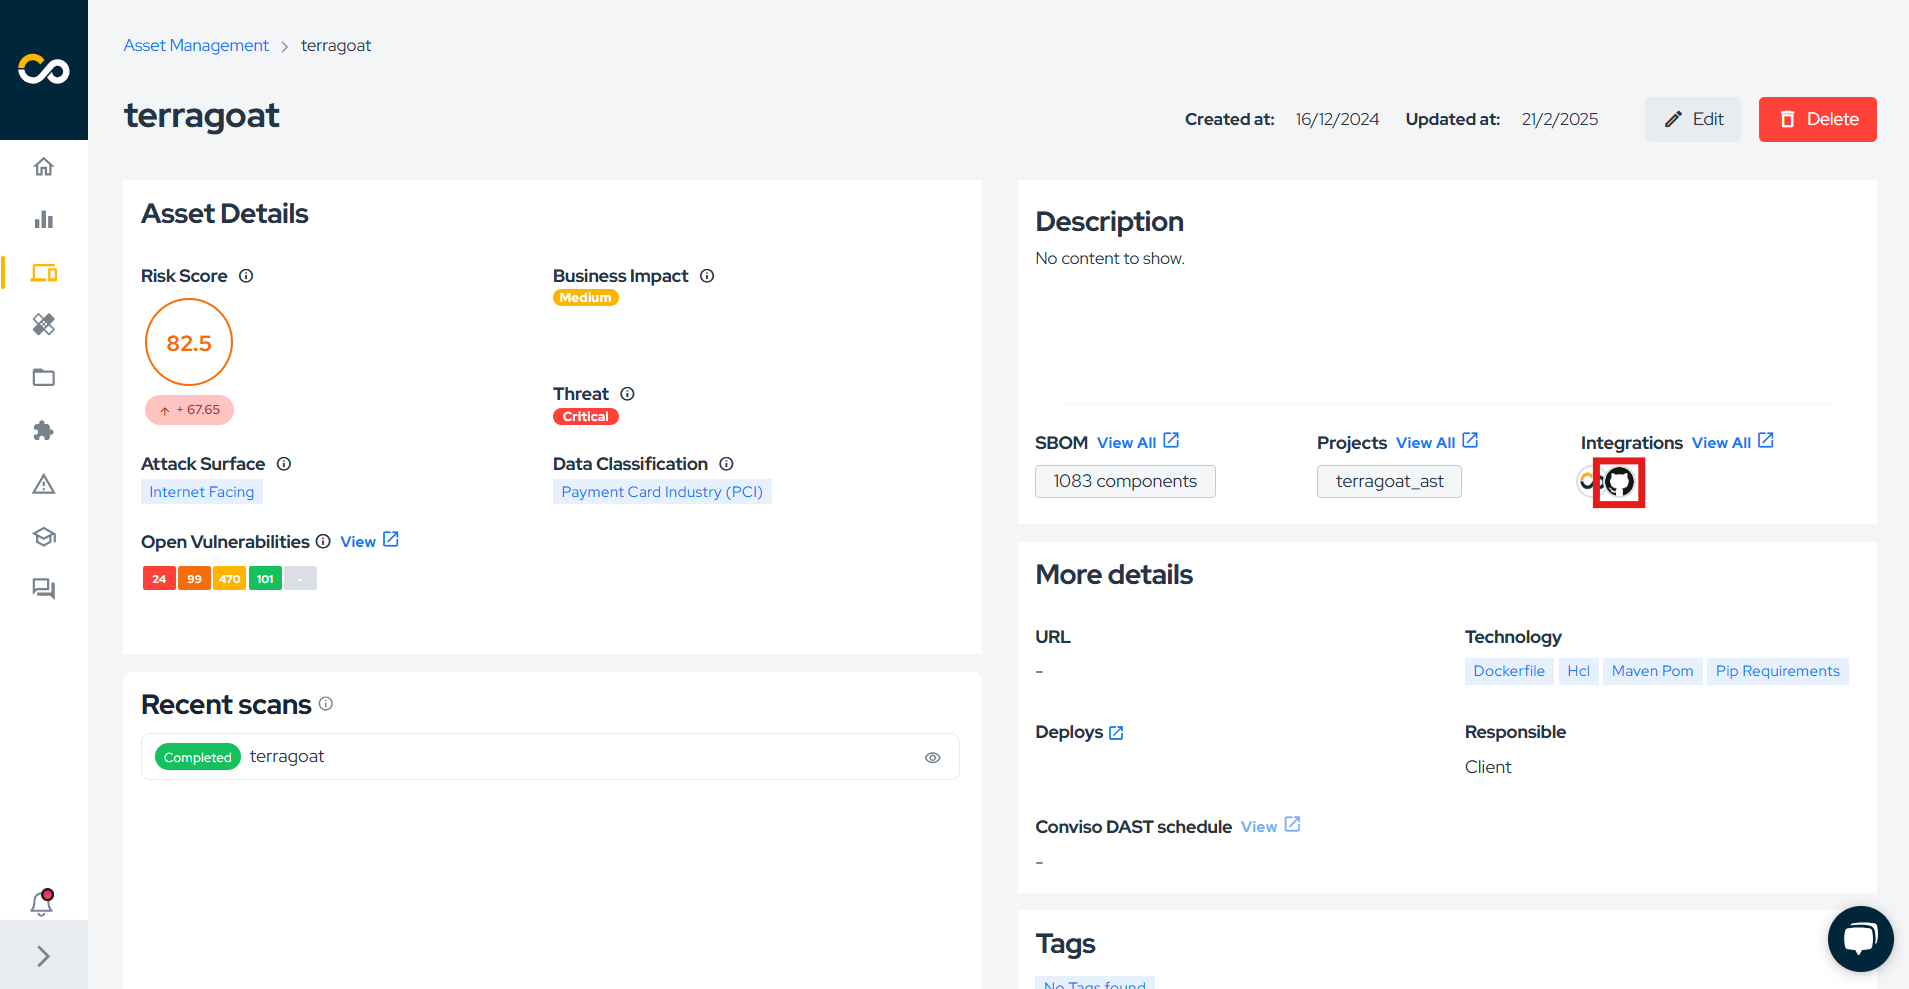 Asset Management > terragoat
terragoat
Created at: 16/12/2024 Updated at: 21/2/2025
Edit
Delete
Asset Details
Risk Score
82.5
+ 67.65
Business Impact
Medium
Threat
Critical
Attack Surface
Internet Facing
Data Classification
Payment Card Industry (PCI)
Open Vulnerabilities View
24 99 470 101 -
Recent scans
Completed terragoat
Description
No content to show.
SBOM View All
1083 components
Projects View All
terragoat_ast
Integrations View All
More details
URL
-
Technology
Dockerfile Hcl Maven Pom Pip Requirements
Deploys
Responsible
Client
Conviso DAST schedule View
-
Tags
No Tags found